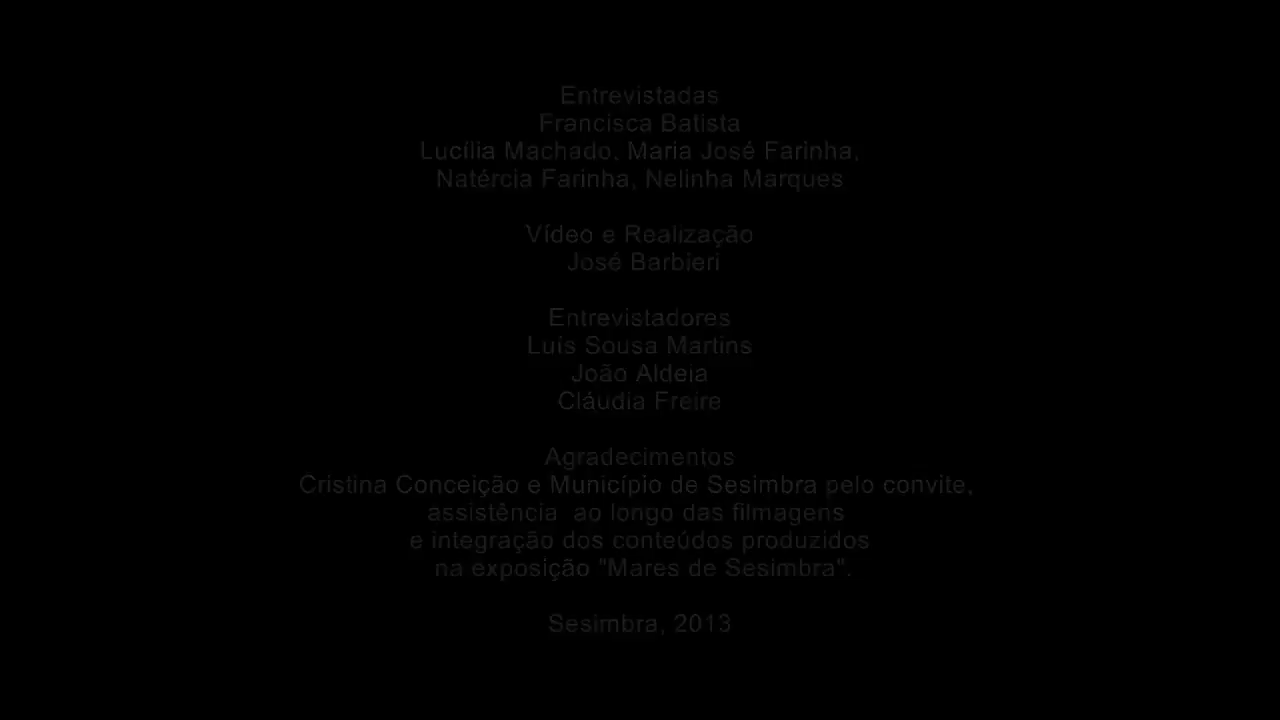 Entrevistadas
Francisca Batista
Lucília Machado, Maria José Farinha,
Natércia Farinha, Nelinha Marques
Vídeo e Realização
José Barbieri
Entrevistadores
Luis Sousa Martins
João Aldeia
Cláudia Freire
Agradecimentos
Cristina Conceição e Município de Sesimbra pelo convite,
assistência  ao longo das filmagens
e integração dos conteúdos produzidos
na exposição "Mares de Sesimbra".
Sesimbra, 2013